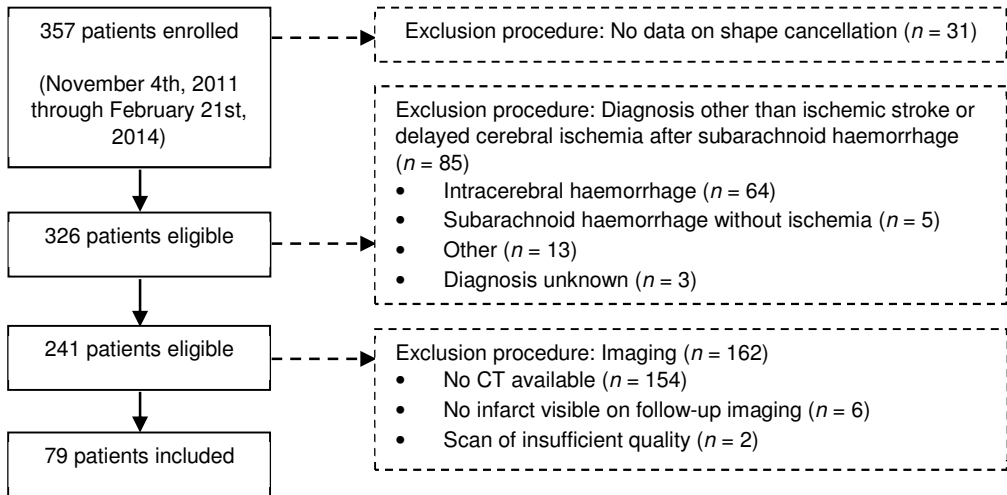 357 patients enrolled
(November 4th, 2011
through February 21st,
2014)
Exclusion procedure: No data on shape cancellation (n = 31)
Exclusion procedure: Diagnosis other than ischemic stroke or
delayed cerebral ischemia after subarachnoid haemorrhage
(n = 85)
• Intracerebral haemorrhage (n = 64)
• Subarachnoid haemorrhage without ischemia (n = 5)
• Other (n = 13)
• Diagnosis unknown (n = 3)
326 patients eligible
241 patients eligible
Exclusion procedure: Imaging (n = 162)
• No CT available (n = 154)
• No infarct visible on follow-up imaging (n = 6)
• Scan of insufficient quality (n = 2)
79 patients included